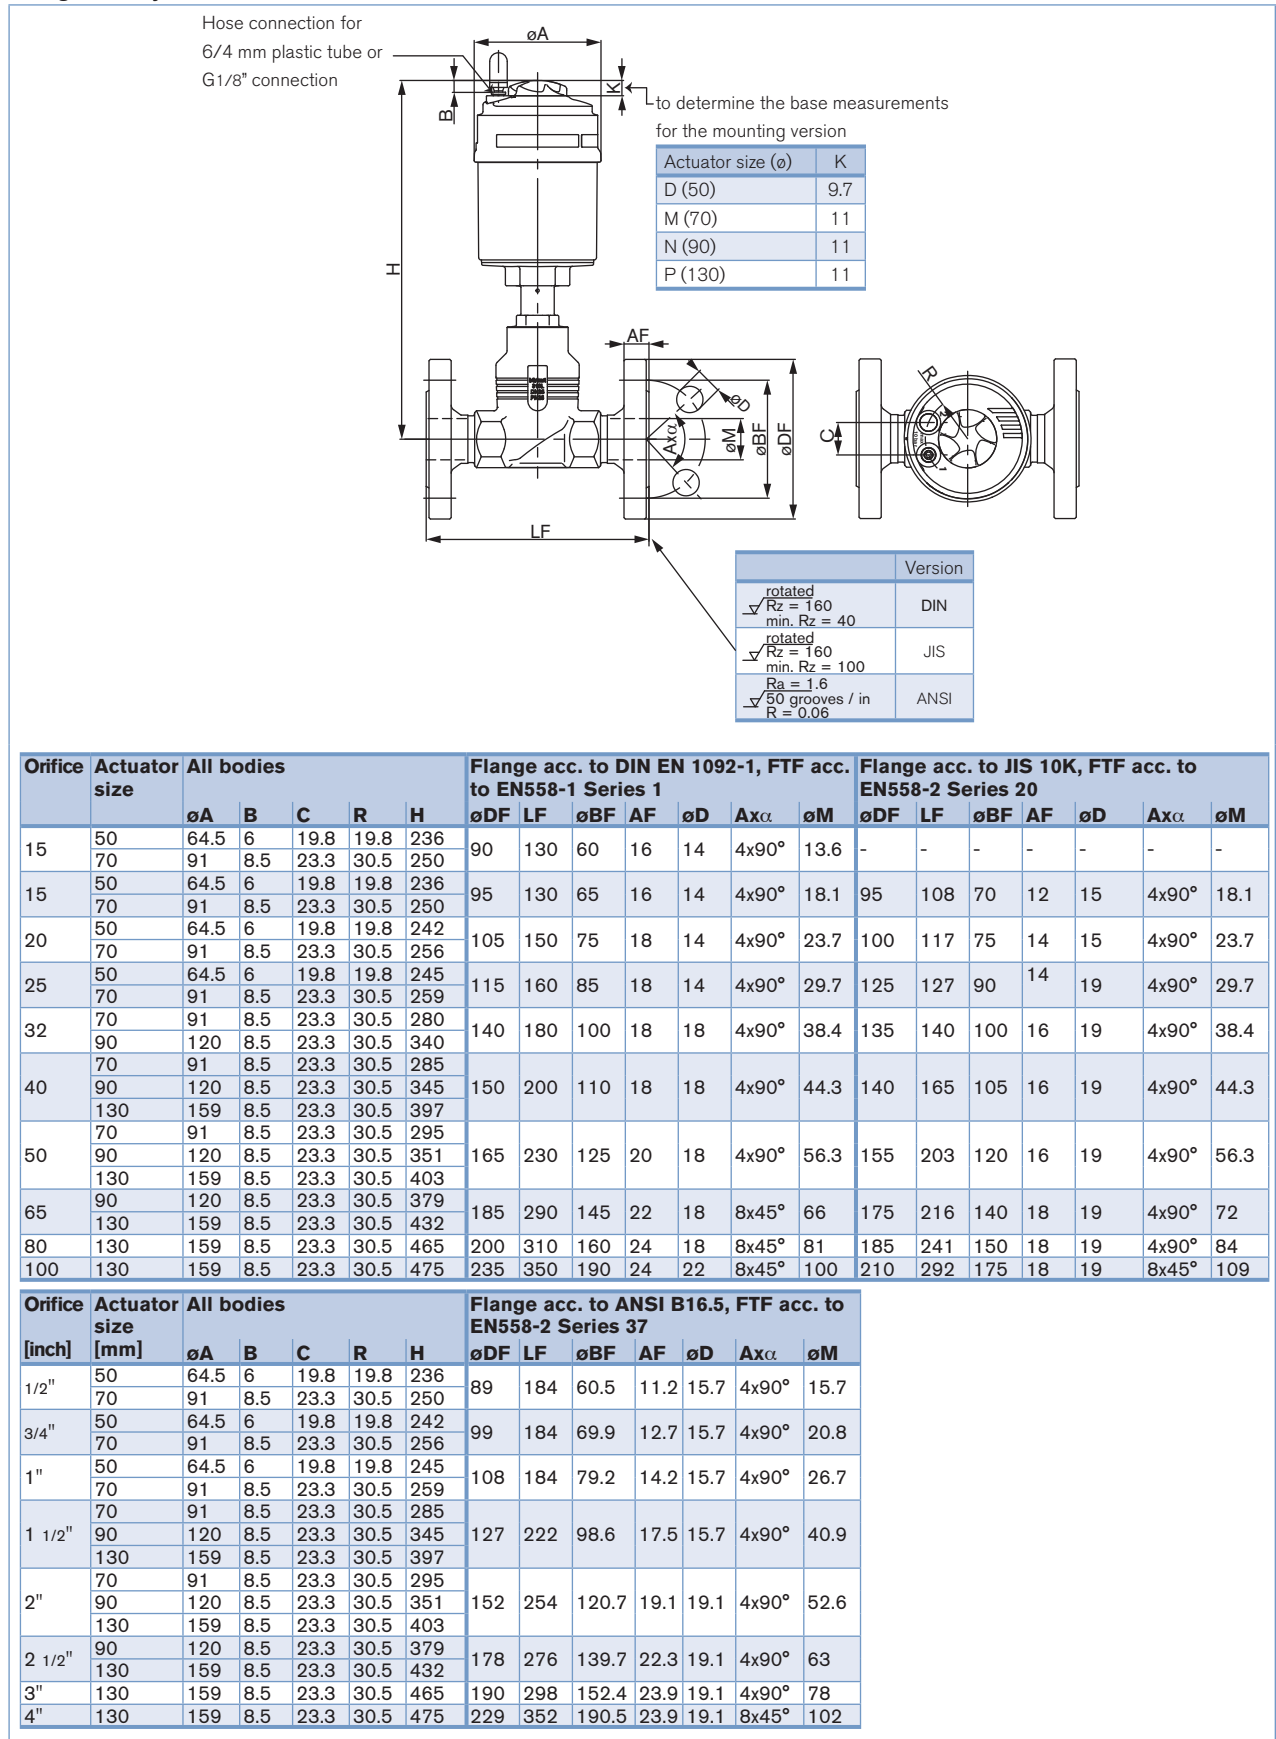 Hose connection for
6/4 mm plastic tube or
G1/8" connection
øA
K
B
to determine the base measurements
for the mounting version
Actuator size (ø) K
D (50) 9.7
M (70) 11
N (90) 11
P (130) 11
H
AF
øD
Axα
øM
øBF
øDF
LF
R
C
2
1
Version
rotated
Rz = 160
min. Rz = 40
DIN
rotated
Rz = 160
min. Rz = 100
JIS
Ra = 1.6
50 grooves / in
R = 0.06
ANSI
Orifice Actuator All bodies Flange acc. to DIN EN 1092-1, FTF acc. Flange acc. to JIS 10K, FTF acc. to
size to EN558-1 Series 1 EN558-2 Series 20
øA B C R H øDF LF øBF AF øD Axα øM øDF LF øBF AF øD Axα øM
15 50 64.5 6 19.8 19.8 236 90 130 60 16 14 4x90° 13.6 - - - - - - -
70 91 8.5 23.3 30.5 250
15 50 64.5 6 19.8 19.8 236 95 130 65 16 14 4x90° 18.1 95 108 70 12 15 4x90° 18.1
70 91 8.5 23.3 30.5 250
20 50 64.5 6 19.8 19.8 242 105 150 75 18 14 4x90° 23.7 100 117 75 14 15 4x90° 23.7
70 91 8.5 23.3 30.5 256
25 50 64.5 6 19.8 19.8 245 115 160 85 18 14 4x90° 29.7 125 127 90 14 19 4x90° 29.7
70 91 8.5 23.3 30.5 259
32 70 91 8.5 23.3 30.5 280 140 180 100 18 18 4x90° 38.4 135 140 100 16 19 4x90° 38.4
90 120 8.5 23.3 30.5 340
70 91 8.5 23.3 30.5 285
40 90 120 8.5 23.3 30.5 345 150 200 110 18 18 4x90° 44.3 140 165 105 16 19 4x90° 44.3
130 159 8.5 23.3 30.5 397
70 91 8.5 23.3 30.5 295
50 90 120 8.5 23.3 30.5 351 165 230 125 20 18 4x90° 56.3 155 203 120 16 19 4x90° 56.3
130 159 8.5 23.3 30.5 403
65 90 120 8.5 23.3 30.5 379 185 290 145 22 18 8x45° 66 175 216 140 18 19 4x90° 72
130 159 8.5 23.3 30.5 432
80 130 159 8.5 23.3 30.5 465 200 310 160 24 18 8x45° 81 185 241 150 18 19 4x90° 84
100 130 159 8.5 23.3 30.5 475 235 350 190 24 22 8x45° 100 210 292 175 18 19 8x45° 109
Orifice Actuator All bodies Flange acc. to ANSI B16.5, FTF acc. to
size EN558-2 Series 37
[inch] [mm] øA B C R H øDF LF øBF AF øD Axα øM
1/2" 50 64.5 6 19.8 19.8 236 89 184 60.5 11.2 15.7 4x90° 15.7
70 91 8.5 23.3 30.5 250
3/4" 50 64.5 6 19.8 19.8 242 99 184 69.9 12.7 15.7 4x90° 20.8
70 91 8.5 23.3 30.5 256
1" 50 64.5 6 19.8 19.8 245 108 184 79.2 14.2 15.7 4x90° 26.7
70 91 8.5 23.3 30.5 259
70 91 8.5 23.3 30.5 285
1 1/2" 90 120 8.5 23.3 30.5 345 127 222 98.6 17.5 15.7 4x90° 40.9
130 159 8.5 23.3 30.5 397
70 91 8.5 23.3 30.5 295
2" 90 120 8.5 23.3 30.5 351 152 254 120.7 19.1 19.1 4x90° 52.6
130 159 8.5 23.3 30.5 403
2 1/2" 90 120 8.5 23.3 30.5 379 178 276 139.7 22.3 19.1 4x90° 63
130 159 8.5 23.3 30.5 432
3" 130 159 8.5 23.3 30.5 465 190 298 152.4 23.9 19.1 4x90° 78
4" 130 159 8.5 23.3 30.5 475 229 352 190.5 23.9 19.1 8x45° 102